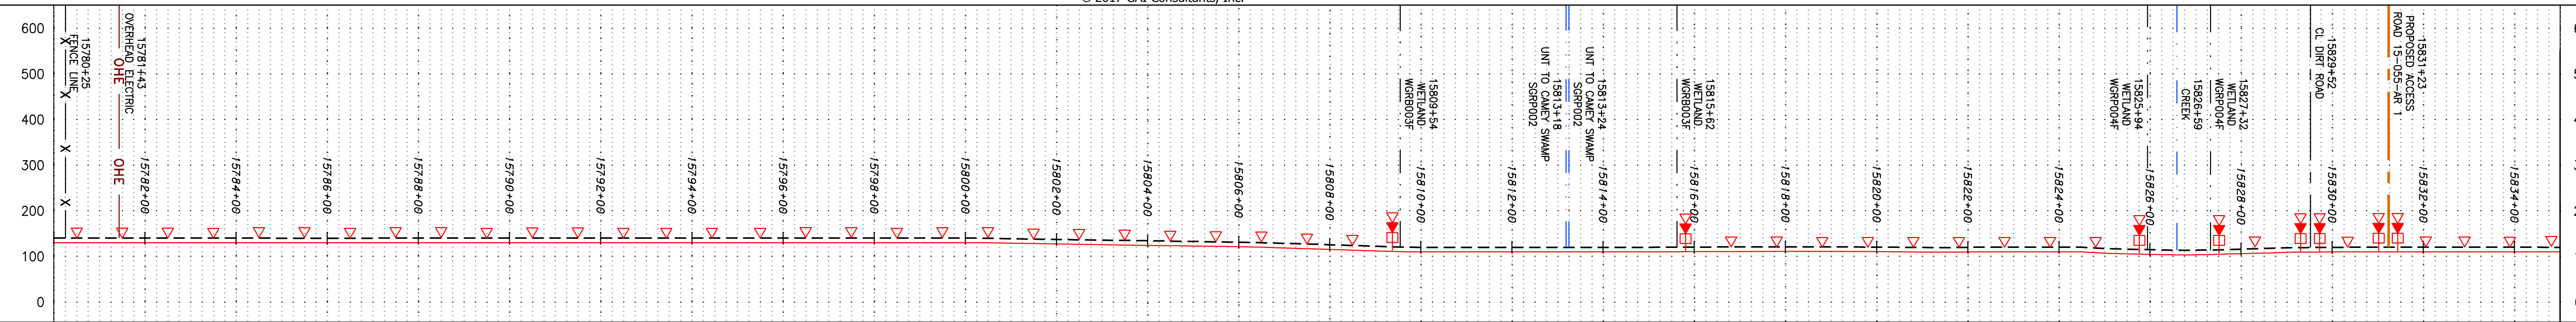 © 2017 GAI Consultants, Inc.
600
500
400
300
200
100
0
15780+25
FENCE LINE
15781+43
OVERHEAD ELECTRIC
OHE
OHE
15809+54
WETLAND
WGRB003F
15813+18
UNT TO CAMEY SWAMP
SGRP002
15813+24
UNT TO CAMEY SWAMP
SGRP002
15815+62
WETLAND
WGRB003F
15825+94
WETLAND
WGRP004F
15826+59
CREEK
15827+32
WETLAND
WGRP004F
15829+52
CL DIRT ROAD
15831+23
PROPOSED ACCESS
ROAD 15-055-AR1
15782+00
15784+00
15786+00
15788+00
15790+00
15792+00
15794+00
15796+00
15798+00
15800+00
15802+00
15804+00
15806+00
15808+00
15810+00
15812+00
15814+00
15816+00
15818+00
15820+00
15822+00
15824+00
15826+00
15828+00
15830+00
15832+00
15834+00